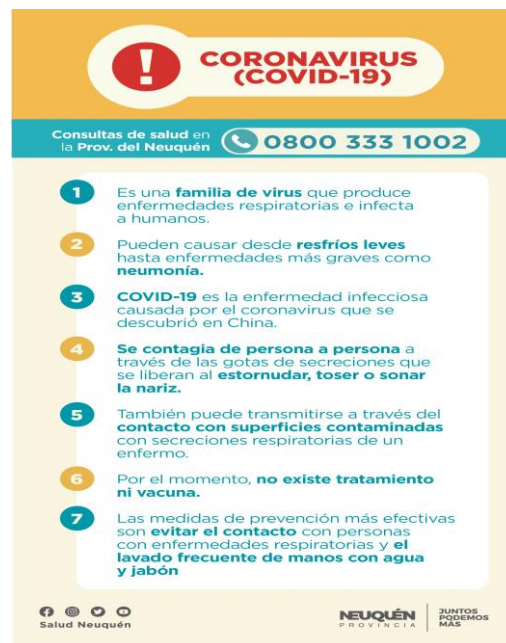 !
CORONAVIRUS
(COVID-19)
Consultas de salud en
la Prov. del Neuquén
0800 333 1002
1
Es una familia de virus que produce
enfermedades respiratorias e infecta
a humanos.
2
Pueden causar desde resfríos leves
hasta enfermedades más graves como
neumonía.
3
COVID-19 es la enfermedad infecciosa
causada por el coronavirus que se
descubrió en China.
4
Se contagia de persona a persona a
través de las gotas de secreciones que
se liberan al estornudar, toser o sonar
la nariz.
5
También puede transmitirse a través del
contacto con superficies contaminadas
con secreciones respiratorias de un
enfermo.
6
Por el momento, no existe tratamiento
ni vacuna.
7
Las medidas de prevención más efectivas
son evitar el contacto con personas
con enfermedades respiratorias y el
lavado frecuente de manos con agua
y jabón
Salud Neuquén
NEUQUÉN
PROVINCIA
JUNTOS
PODEMOS
MÁS